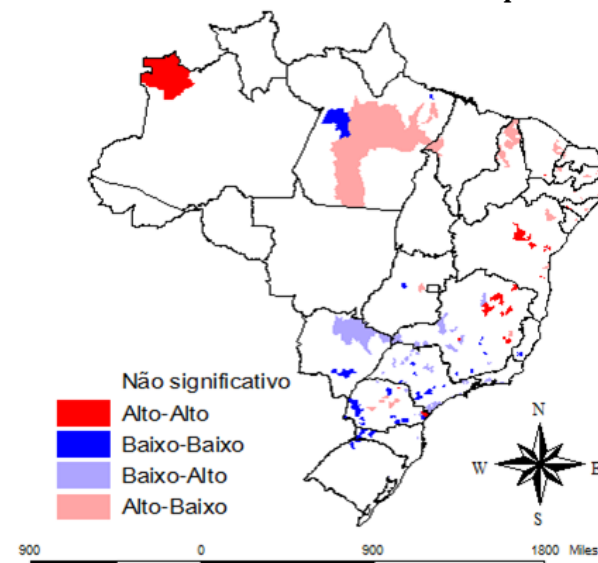 Não significativo
Alto-Alto
Baixo-Baixo
Baixo-Alto
Alto-Baixo
N
W
E
S
900 0 900 1800 Miles